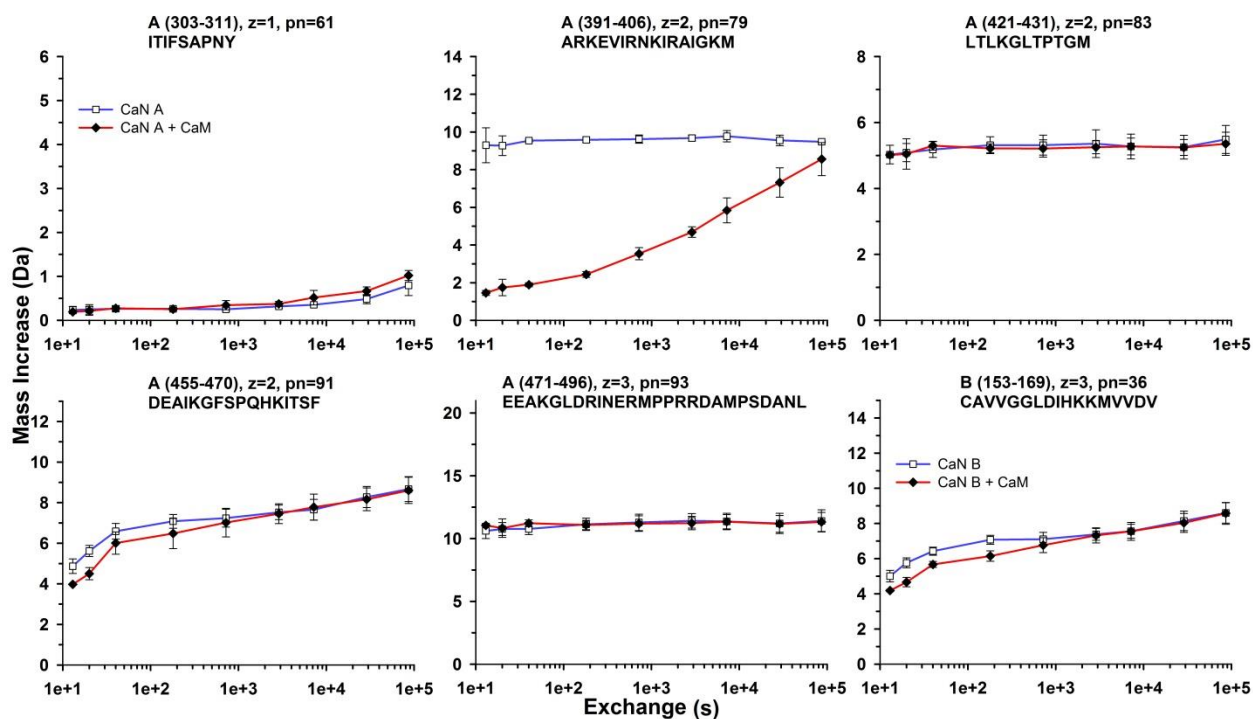 A (303-311), z=1, pn=61
ITIFSAPNY
A (391-406), z=2, pn=79
ARKEVIRNKIRAIGKM
A (421-431), z=2, pn=83
LTLKGLTPTGM
6
5
4
3
2
1
0
CaN A
CaN A + CaM
1e+1 1e+2 1e+3 1e+4 1e+5
14
12
10
8
6
4
2
0
1e+1 1e+2 1e+3 1e+4 1e+5
8
6
4
2
0
1e+1 1e+2 1e+3 1e+4 1e+5
Mass Increase (Da)
A (455-470), z=2, pn=91
DEAIKGFSPQHKITSF
A (471-496), z=3, pn=93
EEAKGLDRINERMPPRRDAMPSDANL
B (153-169), z=3, pn=36
CAVVGGLDIHKKMVVDV
12
10
8
6
4
2
0
1e+1 1e+2 1e+3 1e+4 1e+5
20
15
10
5
0
1e+1 1e+2 1e+3 1e+4 1e+5
14
12
10
8
6
4
2
0
CaN B
CaN B + CaM
1e+1 1e+2 1e+3 1e+4 1e+5
Exchange (s)